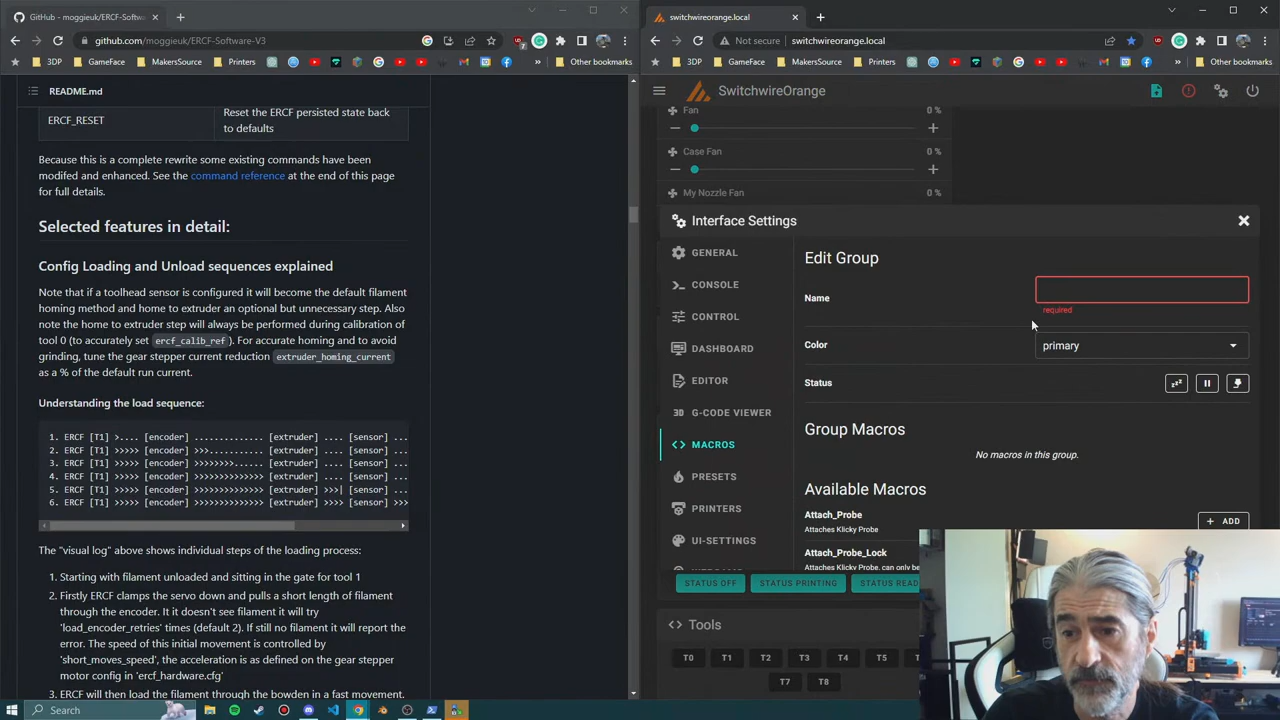 GitHub - moggieuk/ERCF-Softwa
switchwireorange.local
github.com/moggieuk/ERCF-Software-V3
Not secure
switchwireorange.local
3DP
GameFace
MakersSource
Printers
Other bookmarks
3DP
GameFace
MakersSource
Printers
Other bookmarks
README.md
ERCF_RESET
Reset the ERCF persisted state back
to defaults
Because this is a complete rewrite some existing commands have been
modifed and enhanced. See the command reference at the end of this page
for full details.
Selected features in detail:
Config Loading and Unload sequences explained
Note that if a toolhead sensor is configured it will become the default filament
homing method and home to extruder an optional but unnecessary step. Also
note the home to extruder step will always be performed during calibration of
tool 0 (to accurately set ercf_calib_ref). For accurate homing and to avoid
grinding, tune the gear stepper current reduction extruder_homing_current
as a % of the default run current.
Understanding the load sequence:
1. ERCF [T1] >.... [encoder] .............. [extruder] .... [sensor] ...
2. ERCF [T1] >>>>> [encoder] >>>........... [extruder] .... [sensor] ...
3. ERCF [T1] >>>>> [encoder] >>>>>>>>...... [extruder] .... [sensor] ...
4. ERCF [T1] >>>>> [encoder] >>>>>>>>>>>>>> [extruder] .... [sensor] ...
5. ERCF [T1] >>>>> [encoder] >>>>>>>>>>>>>> [extruder] >>>| [sensor] ...
6. ERCF [T1] >>>>> [encoder] >>>>>>>>>>>>>> [extruder] >>>> [sensor] >>>
The "visual log" above shows individual steps of the loading process:
1. Starting with filament unloaded and sitting in the gate for tool 1
2. Firstly ERCF clamps the servo down and pulls a short length of filament
through the encoder. It it doesn't see filament it will try
'load_encoder_retries' times (default 2). If still no filament it will report the
error. The speed of this initial movement is controlled by
'short_moves_speed', the acceleration is as defined on the gear stepper
motor config in 'ercf_hardware.cfg'
3. ERCF will then load the filament through the bowden in a fast movement.
SwitchwireOrange
Fan
0 %
Case Fan
0 %
My Nozzle Fan
0 %
Interface Settings
GENERAL
CONSOLE
CONTROL
DASHBOARD
EDITOR
3D G-CODE VIEWER
MACROS
PRESETS
PRINTERS
UI-SETTINGS
Edit Group
Name
required
Color
primary
Status
Group Macros
No macros in this group.
Available Macros
Attach_Probe
Attaches Klicky Probe
ADD
Attach_Probe_Lock
Attaches Klicky Probe, can only be
STATUS OFF
STATUS PRINTING
STATUS READ
Tools
T0
T1
T2
T3
T4
T5
T7
T8
Search